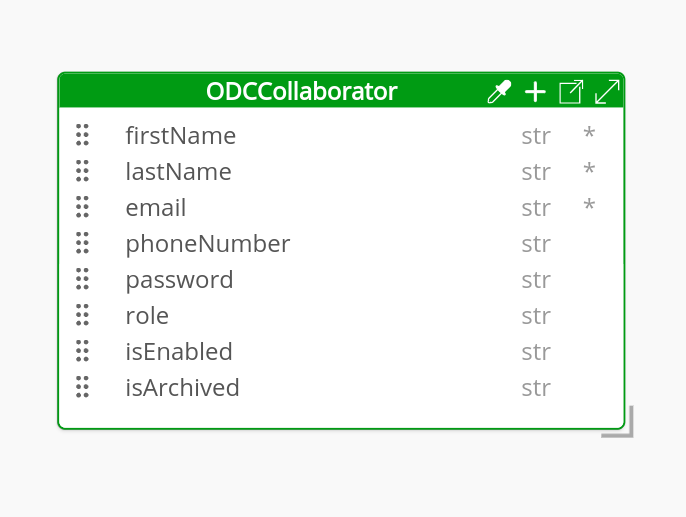 ODCCollaborator
firstName str *
lastName str *
email str *
phoneNumber str
password str
role str
isEnabled str
isArchived str